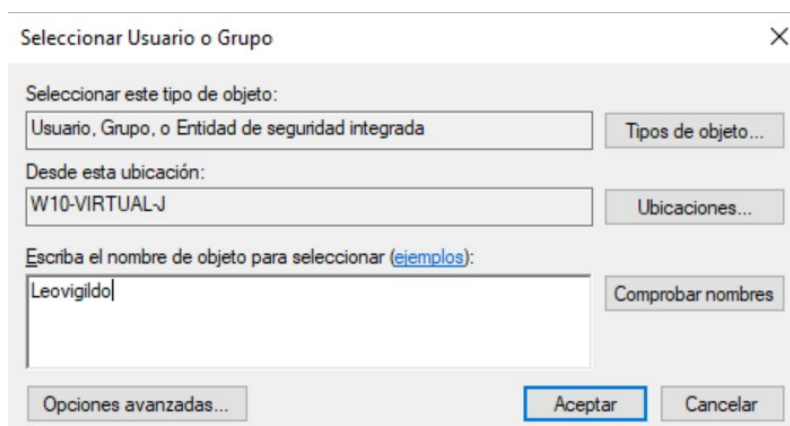 Seleccionar Usuario o Grupo
Seleccionar este tipo de objeto:
Usuario, Grupo, o Entidad de seguridad integrada
Tipos de objeto...
Desde esta ubicación:
W10-VIRTUAL-J
Ubicaciones...
Escriba el nombre de objeto para seleccionar (ejemplos):
Leovigildo
Comprobar nombres
Opciones avanzadas...
Aceptar
Cancelar